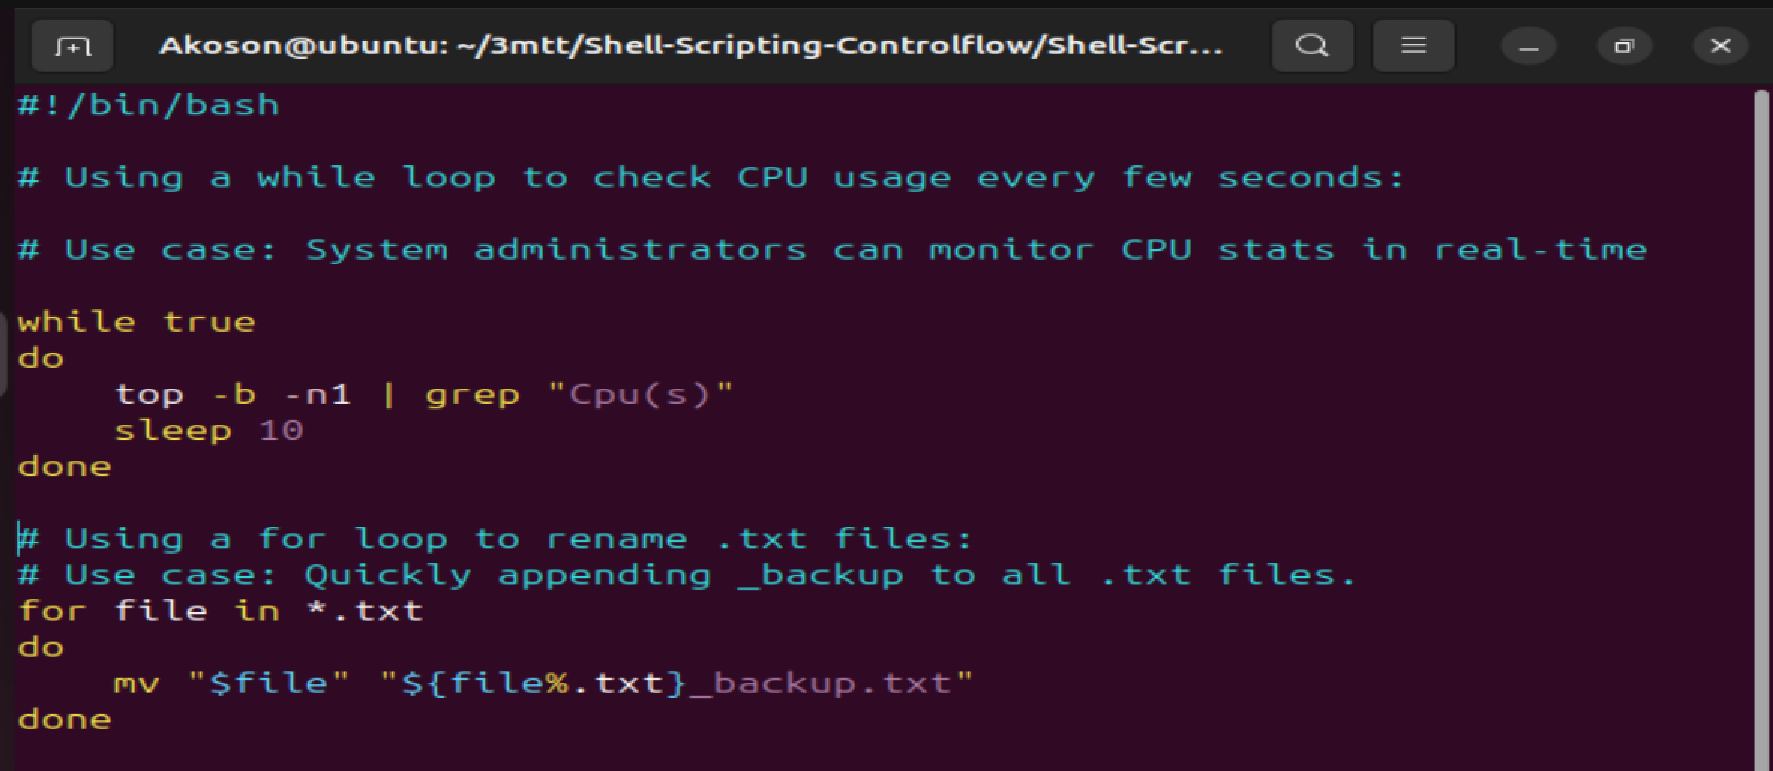 Akoson@ubuntu: ~/3mtt/Shell-Scripting-Controlflow/Shell-Scr...
#!/bin/bash
# Using a while loop to check CPU usage every few seconds:
# Use case: System administrators can monitor CPU stats in real-time
while true
do
    top -b -n1 | grep "Cpu(s)"
    sleep 10
done
# Using a for loop to rename .txt files:
# Use case: Quickly appending _backup to all .txt files.
for file in *.txt
do
    mv "$file" "${file%.txt}_backup.txt"
done